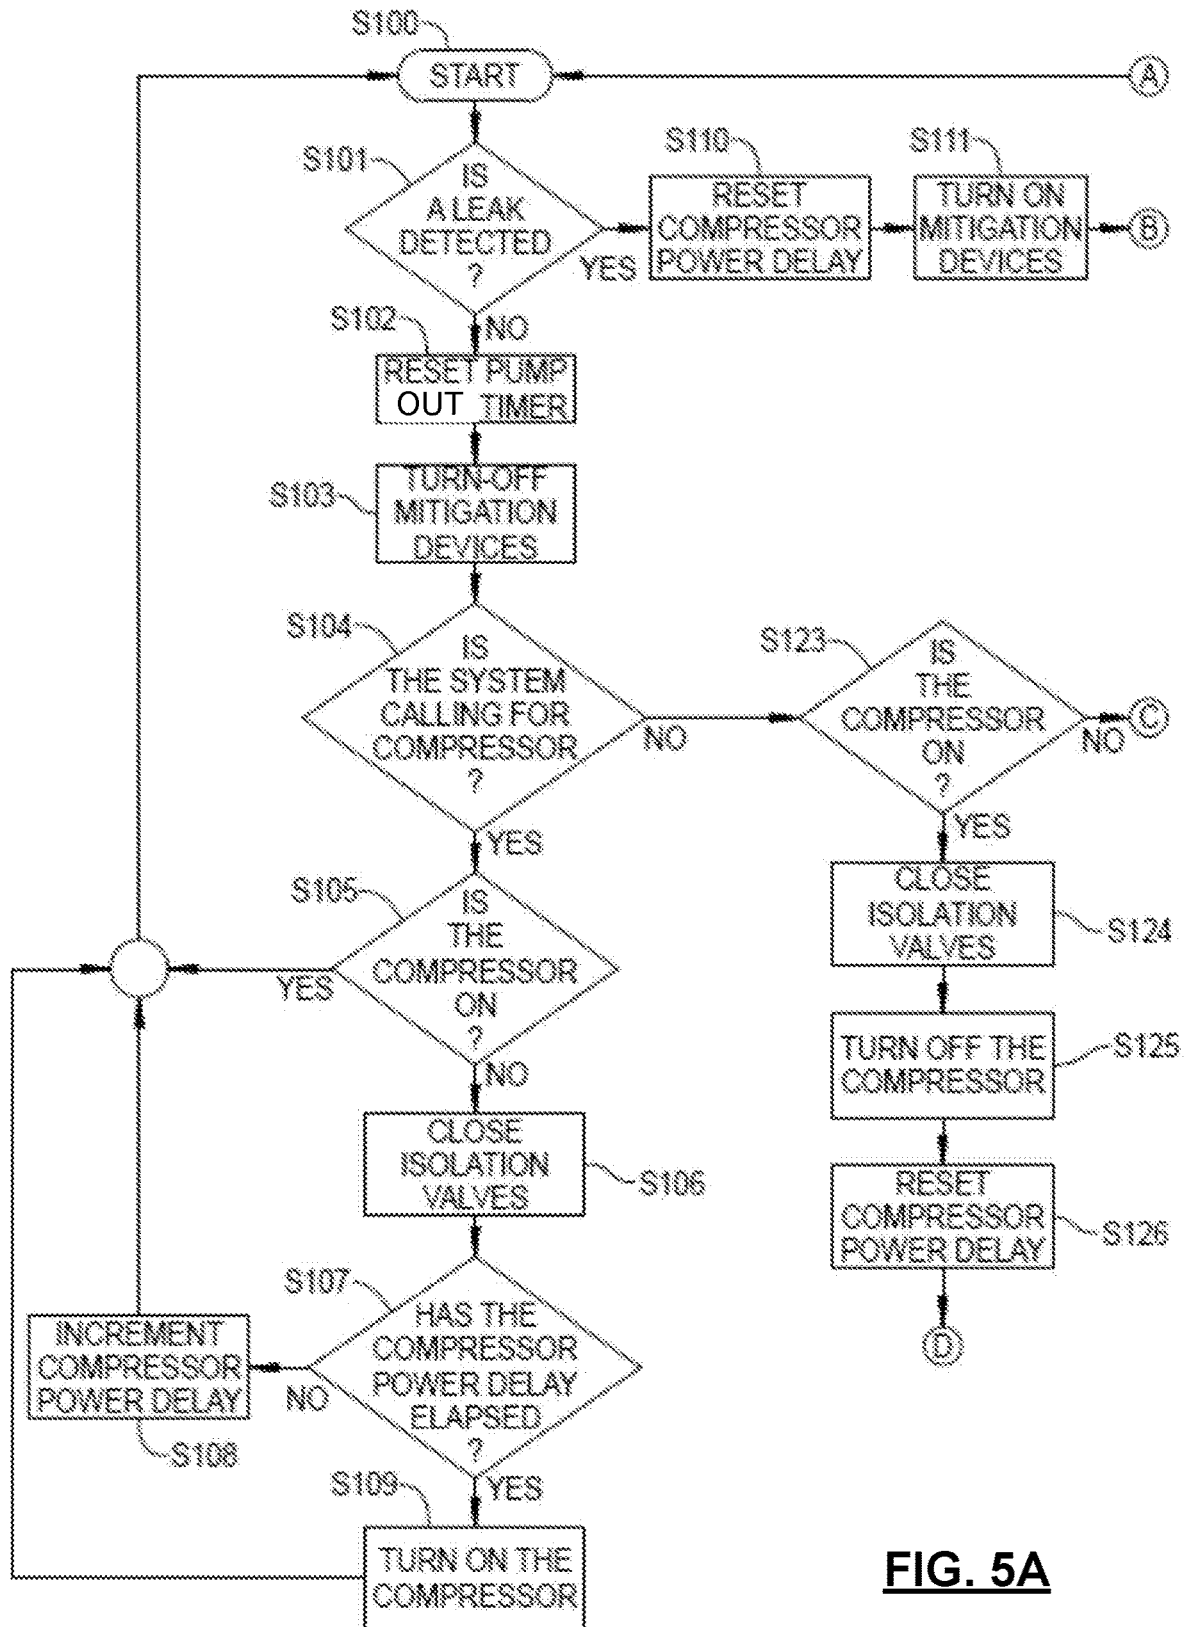 S100
START
A
S101
IS
A LEAK
DETECTED
?
YES
S110
RESET
COMPRESSOR
POWER DELAY
S111
TURN ON
MITIGATION
DEVICES
B
NO
S102
RESET PUMP
OUT TIMER
S103
TURN-OFF
MITIGATION
DEVICES
S104
IS
THE SYSTEM
CALLING FOR
COMPRESSOR
?
NO
S123
IS
THE
COMPRESSOR
ON
?
NO
C
YES
YES
S105
IS
THE
COMPRESSOR
ON
?
YES
NO
CLOSE
ISOLATION
VALVES
S124
TURN OFF THE
COMPRESSOR
S125
CLOSE
ISOLATION
VALVES
S106
RESET
COMPRESSOR
POWER DELAY
S126
D
S107
HAS THE
COMPRESSOR
POWER DELAY
ELAPSED
?
NO
INCREMENT
COMPRESSOR
POWER DELAY
S108
YES
S109
TURN ON THE
COMPRESSOR
FIG. 5A